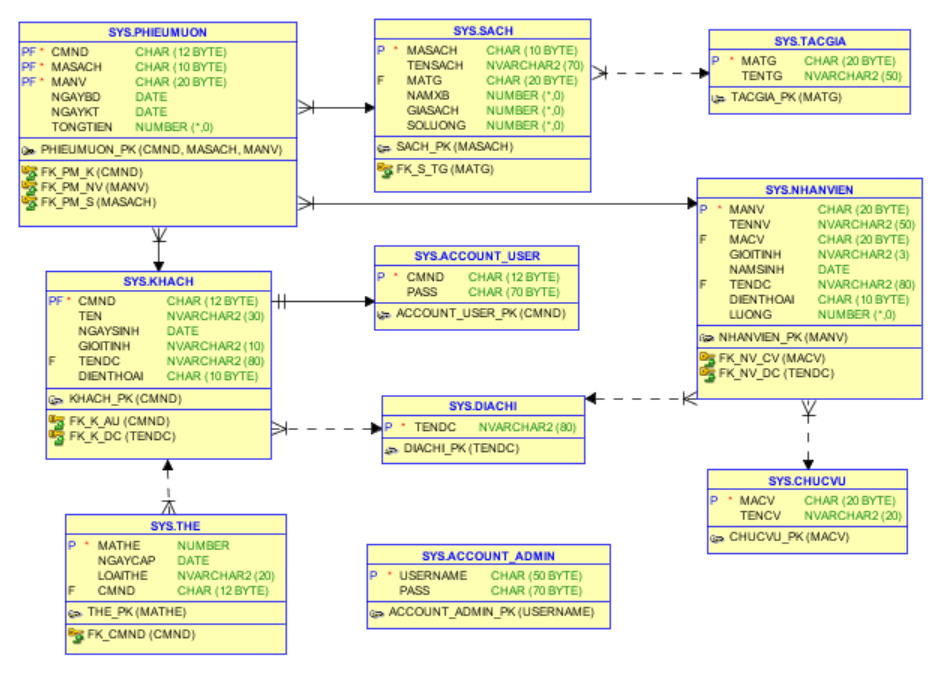 SYS.PHIEUMUON
PF * CMND CHAR (12 BYTE)
PF * MASACH CHAR (10 BYTE)
PF * MANV CHAR (20 BYTE)
NGAYBD DATE
NGAYKT DATE
TONGTIEN NUMBER (*,0)
PHIEUMUON_PK (CMND, MASACH, MANV)
FK_PM_K (CMND)
FK_PM_NV (MANV)
FK_PM_S (MASACH)
SYS.SACH
P * MASACH CHAR (10 BYTE)
TENSACH NVARCHAR2 (70)
F MATG CHAR (20 BYTE)
NAMXB NUMBER (*,0)
GIASACH NUMBER (*,0)
SOLUONG NUMBER (*,0)
SACH_PK (MASACH)
FK_S_TG (MATG)
SYS.TACGIA
P * MATG CHAR (20 BYTE)
TENTG NVARCHAR2 (50)
TACGIA_PK (MATG)
SYS.NHANVIEN
P * MANV CHAR (20 BYTE)
TENNV NVARCHAR2 (50)
F MACV CHAR (20 BYTE)
GIOITINH NVARCHAR2 (3)
NAMSINH DATE
F TENDC NVARCHAR2 (80)
DIENTHOAI CHAR (10 BYTE)
LUONG NUMBER (*,0)
NHANVIEN_PK (MANV)
FK_NV_CV (MACV)
FK_NV_DC (TENDC)
SYS.KHACH
PF * CMND CHAR (12 BYTE)
TEN NVARCHAR2 (30)
NGAYSINH DATE
GIOITINH NVARCHAR2 (10)
F TENDC NVARCHAR2 (80)
DIENTHOAI CHAR (10 BYTE)
KHACH_PK (CMND)
FK_K_AU (CMND)
FK_K_DC (TENDC)
SYS.ACCOUNT_USER
P * CMND CHAR (12 BYTE)
PASS CHAR (70 BYTE)
ACCOUNT_USER_PK (CMND)
SYS.DIACHI
P * TENDC NVARCHAR2 (80)
DIACHI_PK (TENDC)
SYS.CHUCVU
P * MACV CHAR (20 BYTE)
TENCV NVARCHAR2 (20)
CHUCVU_PK (MACV)
SYS.THE
P * MATHE NUMBER
NGAYCAP DATE
LOAITHE NVARCHAR2 (20)
F CMND CHAR (12 BYTE)
THE_PK (MATHE)
FK_CMND (CMND)
SYS.ACCOUNT_ADMIN
P * USERNAME CHAR (50 BYTE)
PASS CHAR (70 BYTE)
ACCOUNT_ADMIN_PK (USERNAME)